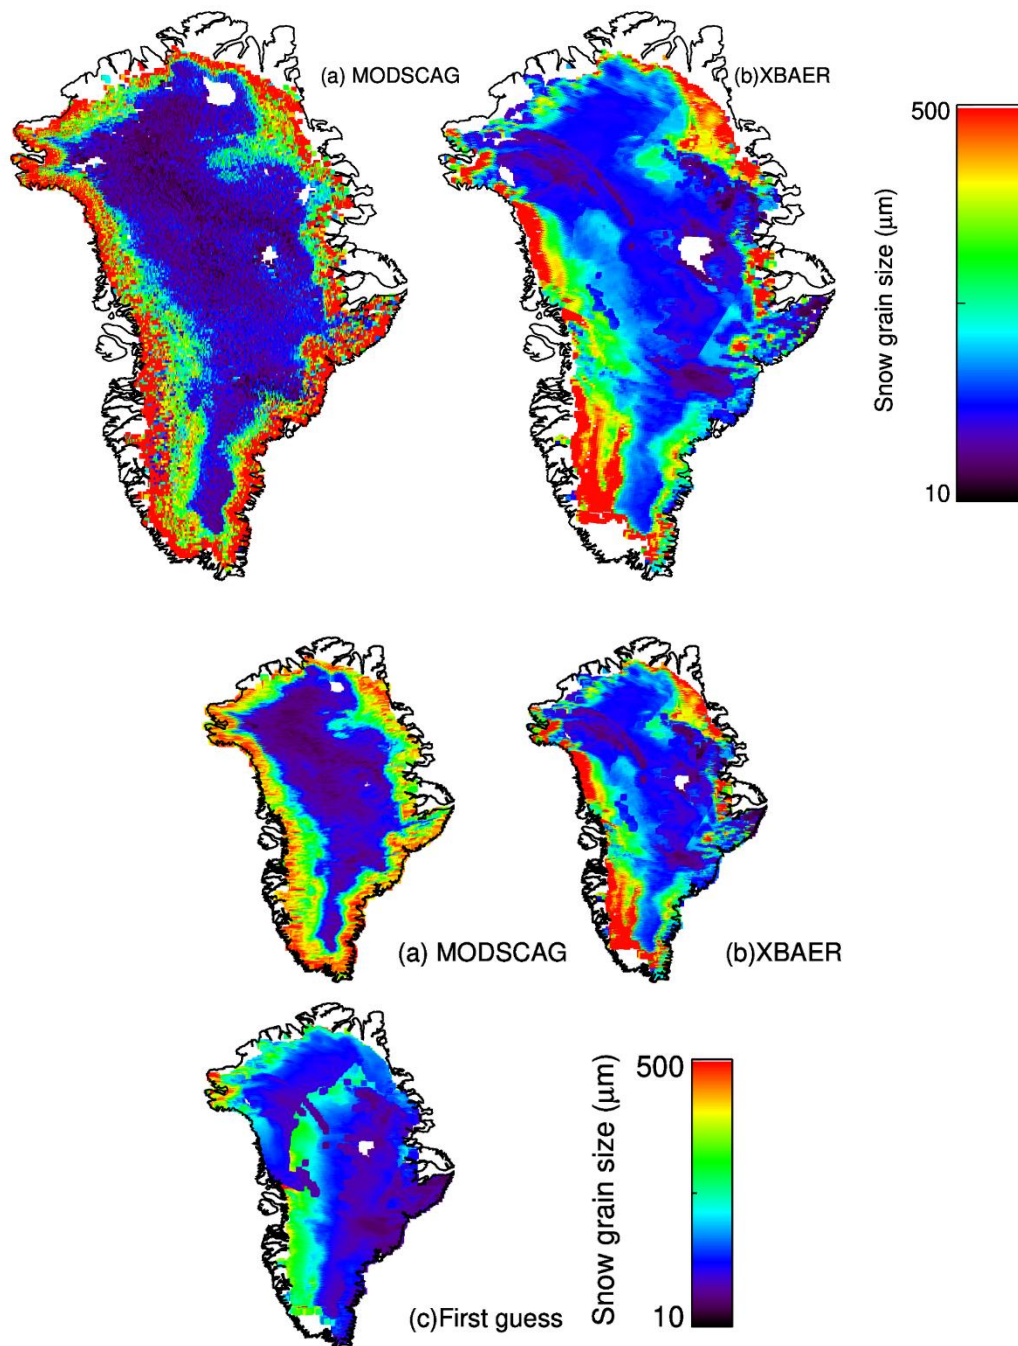 (a) MODSCAG
(b)XBAER
500
Snow grain size (μm)
10
(a) MODSCAG
(b)XBAER
500
Snow grain size (μm)
10
(c)First guess